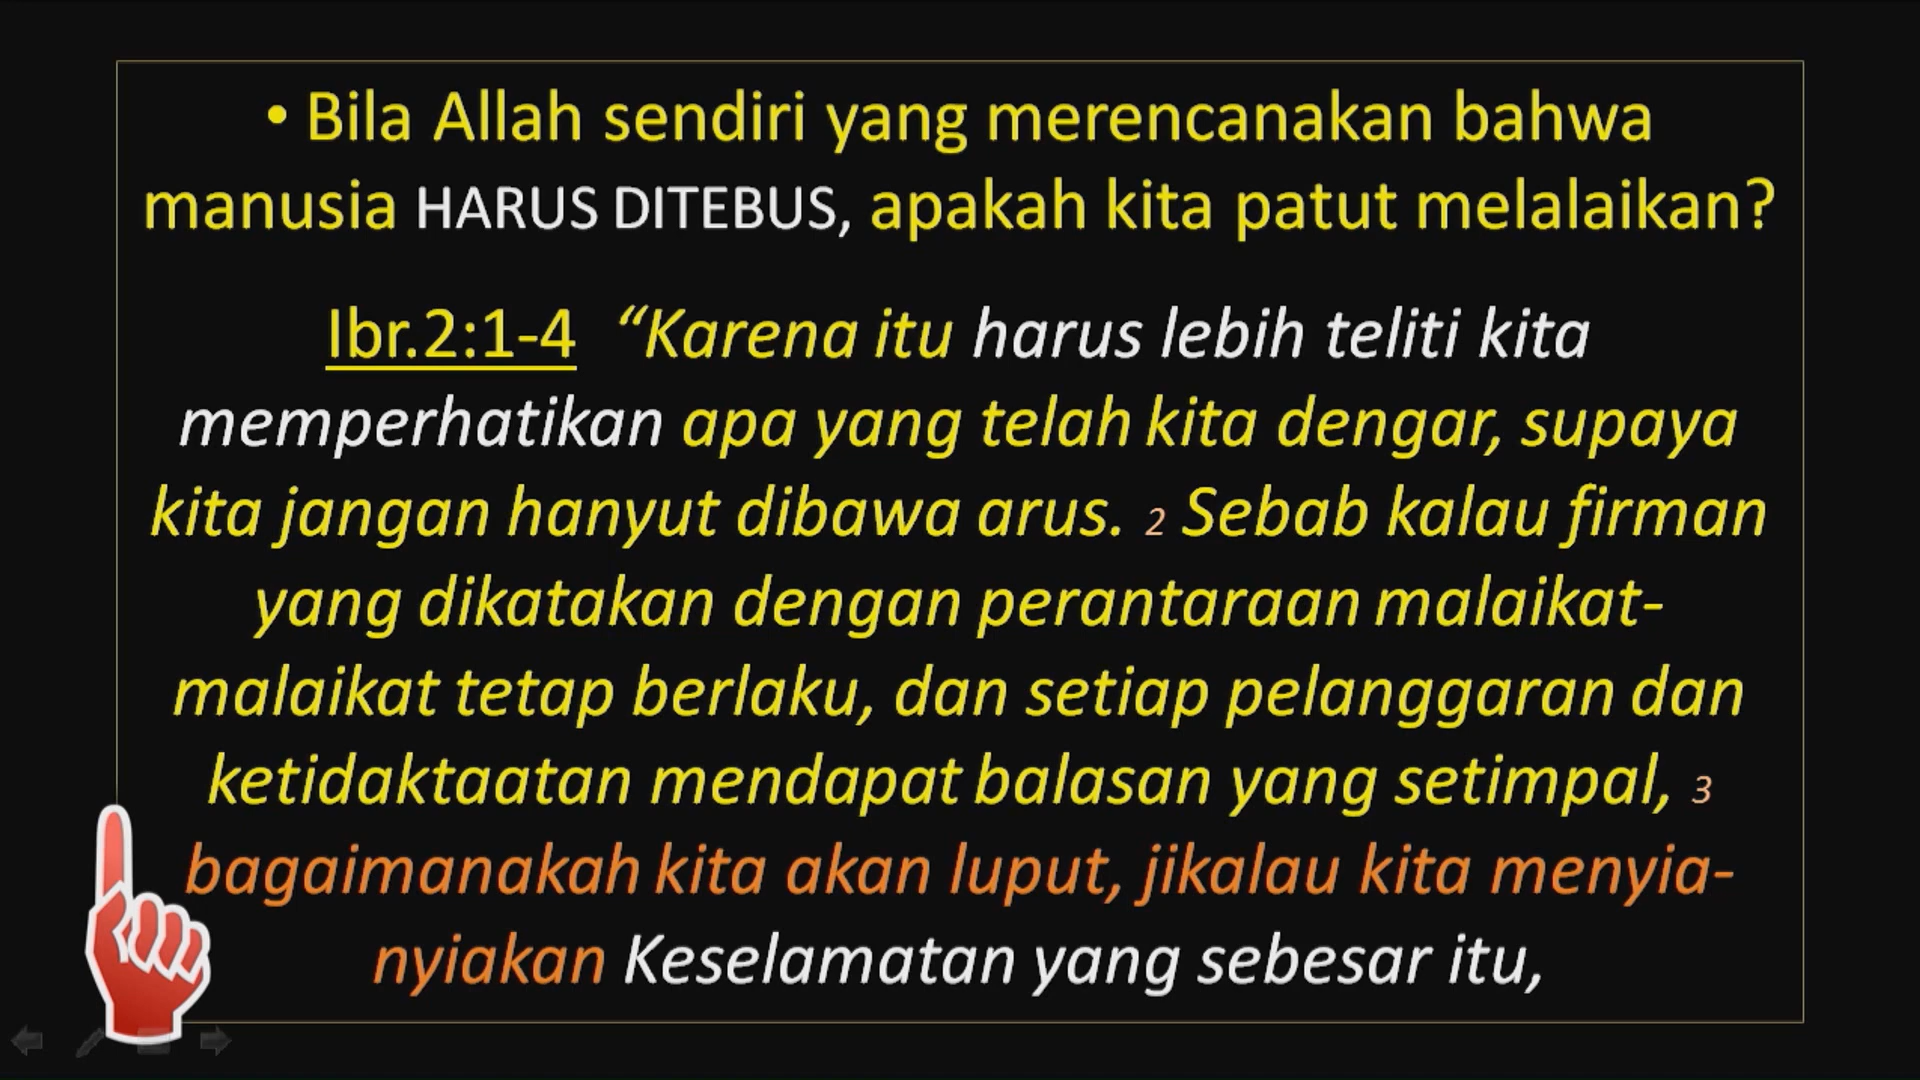 • Bila Allah sendiri yang merencanakan bahwa
manusia HARUS DITEBUS, apakah kita patut melalaikan?
Ibr.2:1-4 “Karena itu harus lebih teliti kita
memperhatikan apa yang telah kita dengar, supaya
kita jangan hanyut dibawa arus. 2 Sebab kalau firman
yang dikatakan dengan perantaraan malaikat-
malaikat tetap berlaku, dan setiap pelanggaran dan
ketidaktaatan mendapat balasan yang setimpal, 3
bagaimanakah kita akan luput, jikalau kita menyia-
nyiakan Keselamatan yang sebesar itu,